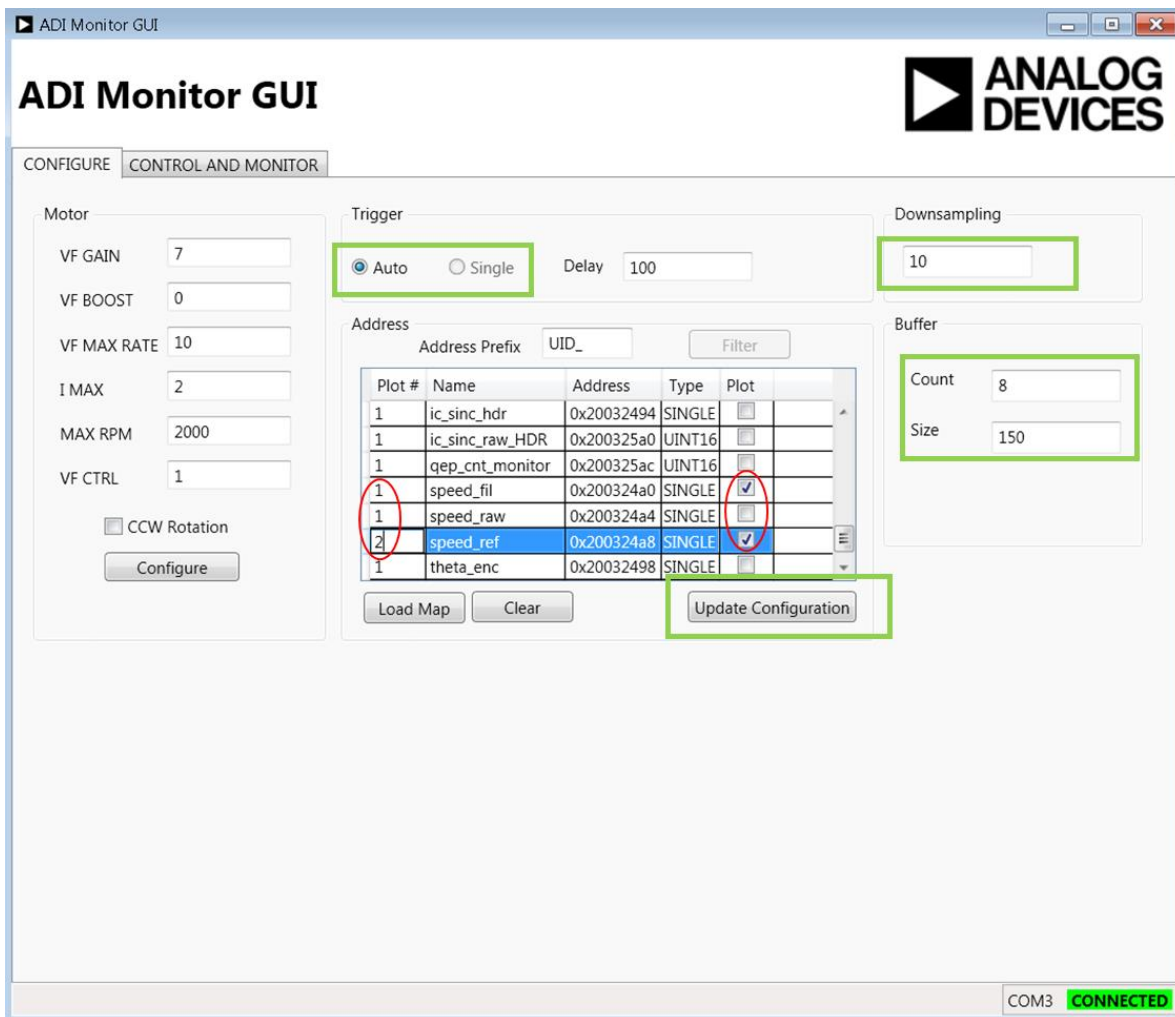 ADI Monitor GUI
ADI Monitor GUI
ANALOG
DEVICES
CONFIGURE
CONTROL AND MONITOR
Motor
VF GAIN 7
VF BOOST 0
VF MAX RATE 10
I MAX 2
MAX RPM 2000
VF CTRL 1
CCW Rotation
Configure
Trigger
Auto Single Delay 100
Address
Address Prefix UID_ Filter
Plot # Name Address Type Plot
1 ic_sinc_hdr 0x20032494 SINGLE
1 ic_sinc_raw_HDR 0x200325a0 UINT16
1 qep_cnt_monitor 0x200325ac UINT16
1 speed_fil 0x200324a0 SINGLE
1 speed_raw 0x200324a4 SINGLE
2 speed_ref 0x200324a8 SINGLE
1 theta_enc 0x20032498 SINGLE
Load Map Clear Update Configuration
Downsampling
10
Buffer
Count 8
Size 150
COM3 CONNECTED